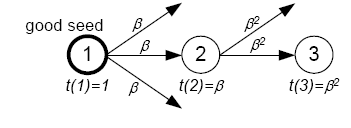 good seed
β
β²
1
β
2
β²
3
β
t(1)=1
t(2)=β
t(3)=β²